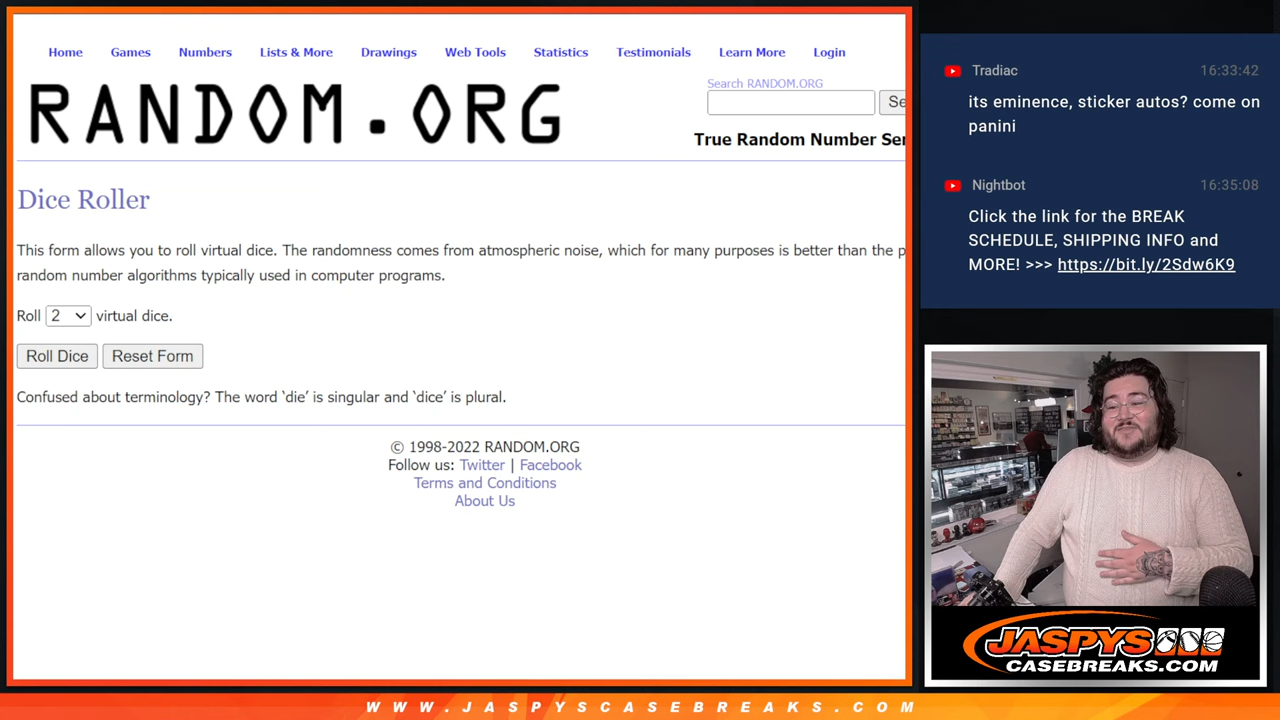 Home Games Numbers Lists & More Drawings Web Tools Statistics Testimonials Learn More Login
RANDOM.ORG
Search RANDOM.ORG
Se
True Random Number Ser
Dice Roller
This form allows you to roll virtual dice. The randomness comes from atmospheric noise, which for many purposes is better than the p
random number algorithms typically used in computer programs.
Roll 2 virtual dice.
Roll Dice Reset Form
Confused about terminology? The word ‘die’ is singular and ‘dice’ is plural.
© 1998-2022 RANDOM.ORG
Follow us: Twitter | Facebook
Terms and Conditions
About Us
Tradiac 16:33:42
its eminence, sticker autos? come on
panini
Nightbot 16:35:08
Click the link for the BREAK
SCHEDULE, SHIPPING INFO and
MORE! >>> https://bit.ly/2Sdw6K9
JASPYS
CASEBREAKS.COM
WWW.JASPYSCASEBREAKS.COM